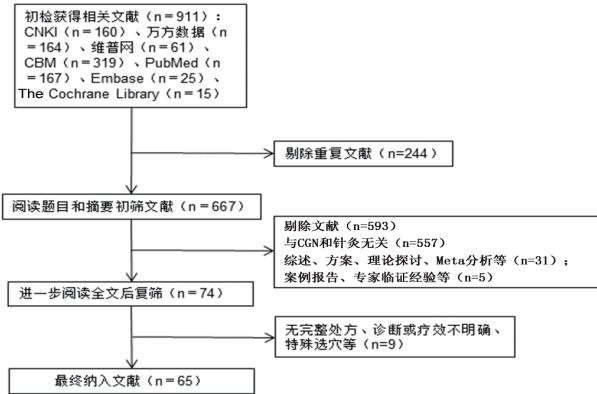 初检获得相关文献（n＝911）：
CNKI（n＝160）、万方数据（n
＝164）、维普网（n＝61）、
CBM（n＝319）、PubMed（n＝
167）、Embase（n＝25）、
The Cochrane Library（n＝15）
剔除重复文献（n=244）
阅读题目和摘要初筛文献（n＝667）
剔除文献（n=593）
与CGN和针灸无关（n=557）
综述、方案、理论探讨、Meta分析等（n=31）；
案例报告、专家临证经验等（n=5）
进一步阅读全文后复筛（n＝74）
无完整处方、诊断或疗效不明确、
特殊选穴等（n=9）
最终纳入文献（n＝65）